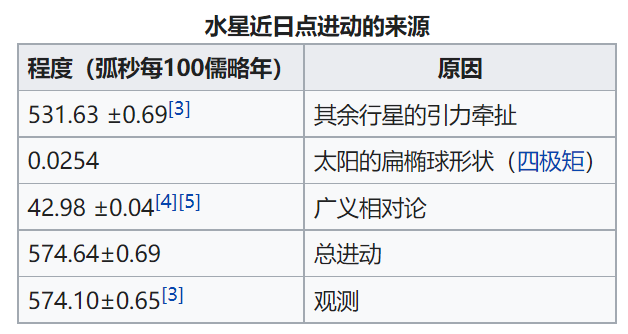 水星近日点进动的来源
程度（弧秒每100儒略年） 原因
531.63 ±0.69[3] 其余行星的引力牵扯
0.0254 太阳的扁椭球形状（四极矩）
42.98 ±0.04[4][5] 广义相对论
574.64±0.69 总进动
574.10±0.65[3] 观测